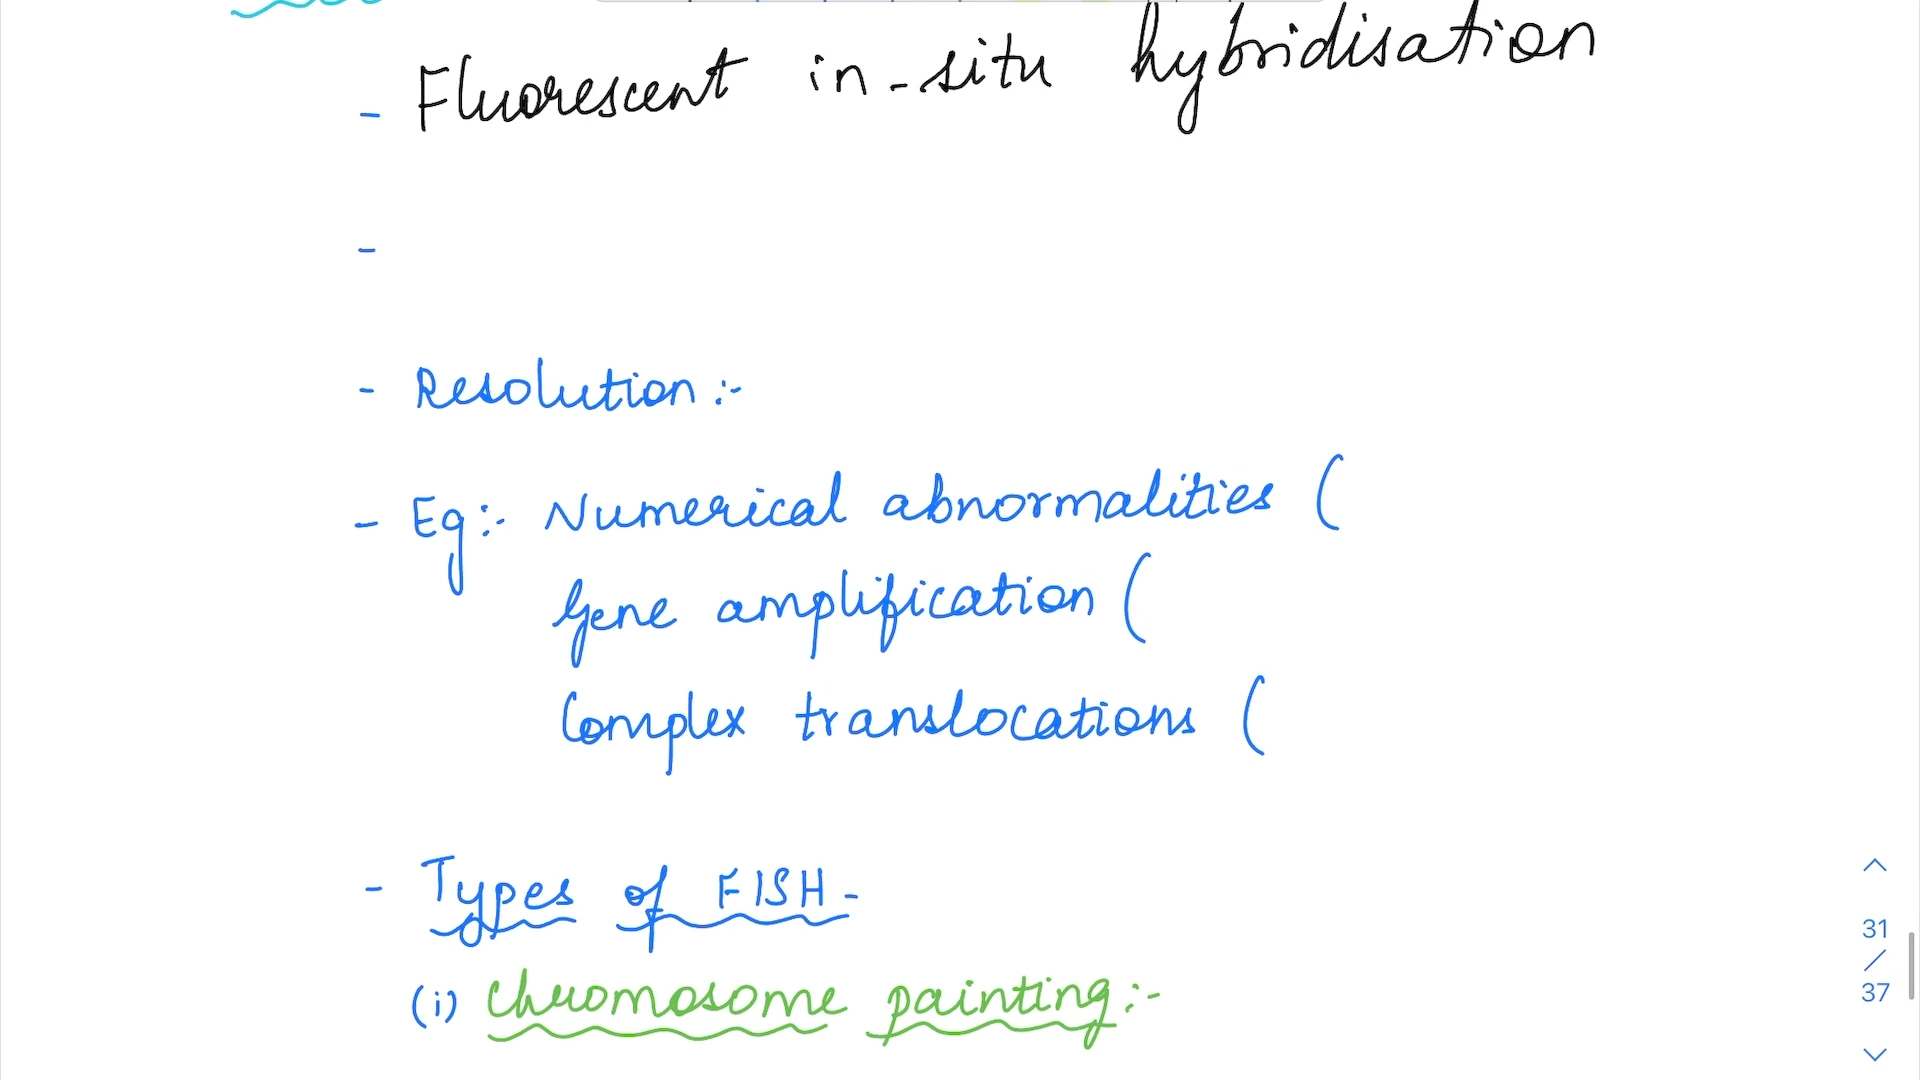 - Fluorescent in-situ hybridisation
-
- Resolution :-
- Eg:- Numerical abnormalities (
Gene amplification (
Complex translocations (
- Types of FISH -
(i) Chromosome painting :-
31
/
37